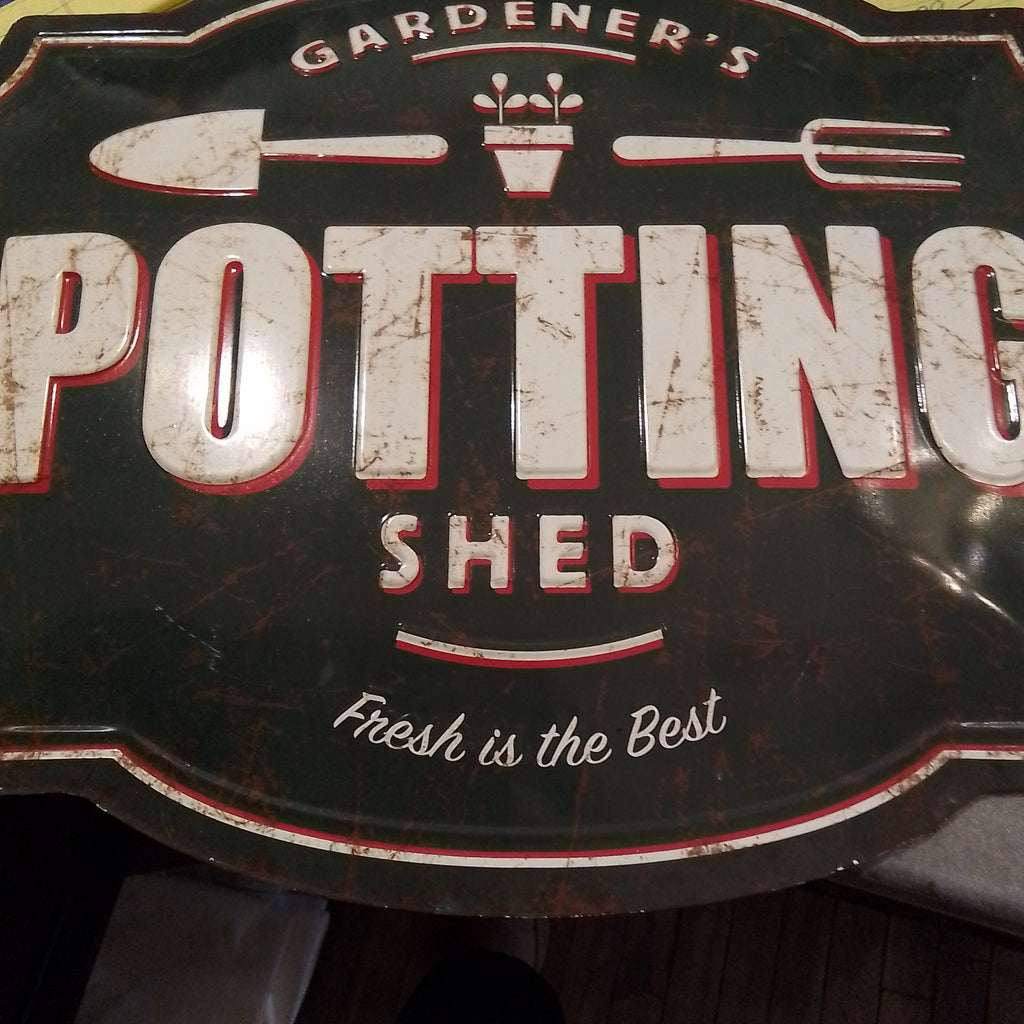 GARDENER'S
POTTING
SHED
Fresh is the Best